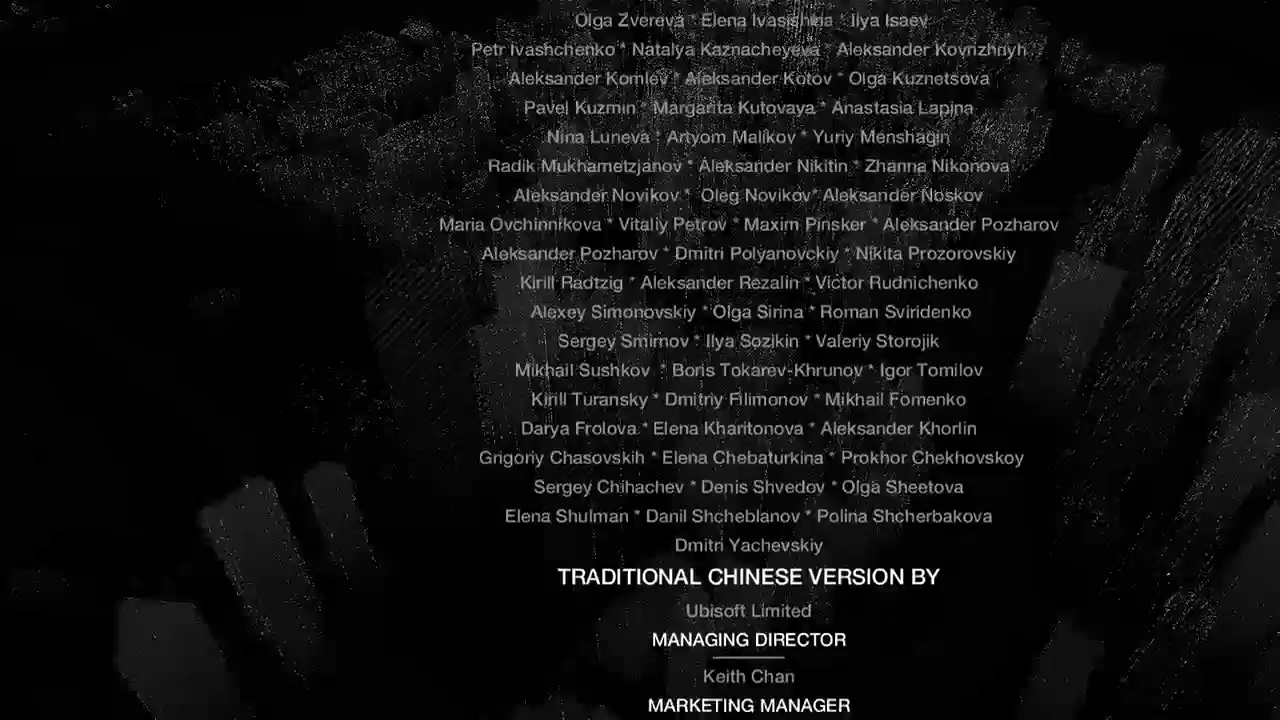 Olga Zvereva * Elena Ivasishina * Ilya Isaev
Petr Ivashchenko * Natalya Kaznacheyeva * Aleksander Kovrizhnyh
Aleksander Komlev * Aleksander Kotov * Olga Kuznetsova
Pavel Kuzmin * Margarita Kutovaya * Anastasia Lapina
Nina Luneva * Artyom Malikov * Yuriy Menshagin
Radik Mukhametzjanov * Aleksander Nikitin * Zhanna Nikonova
Aleksander Novikov * Oleg Novikov* Aleksander Noskov
Maria Ovchinnikova * Vitaliy Petrov * Maxim Pinsker * Aleksander Pozharov
Aleksander Pozharov * Dmitri Polyanovckiy * Nikita Prozorovskiy
Kirill Radtzig * Aleksander Rezalin * Victor Rudnichenko
Alexey Simonovskiy * Olga Sirina * Roman Sviridenko
Sergey Smirnov * Ilya Sozikin * Valeriy Storojik
Mikhail Sushkov * Boris Tokarev-Khrunov * Igor Tomilov
Kirill Turansky * Dmitriy Filimonov * Mikhail Fomenko
Darya Frolova * Elena Kharitonova * Aleksander Khorlin
Grigoriy Chasovskih * Elena Chebaturkina * Prokhor Chekhovskoy
Sergey Chihachev * Denis Shvedov * Olga Sheetova
Elena Shulman * Danil Shcheblanov * Polina Shcherbakova
Dmitri Yachevskiy
TRADITIONAL CHINESE VERSION BY
Ubisoft Limited
MANAGING DIRECTOR
Keith Chan
MARKETING MANAGER